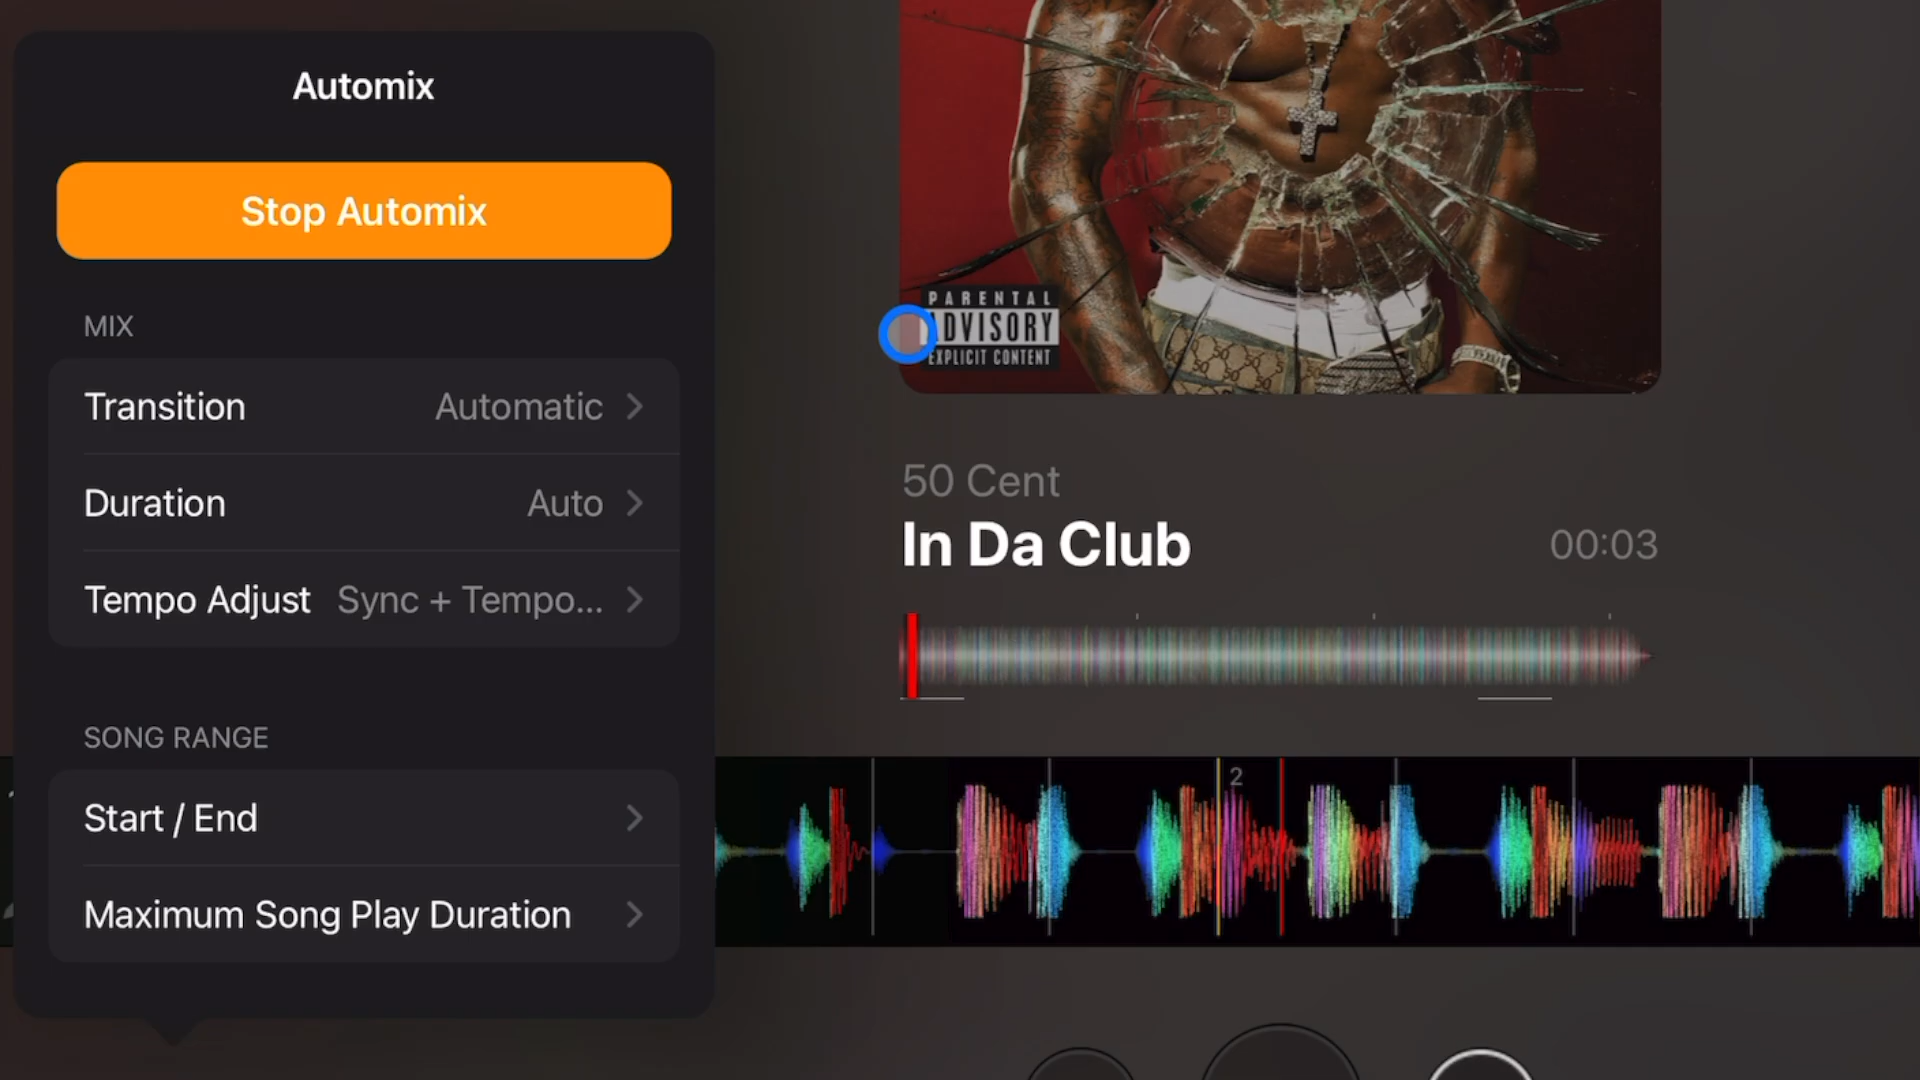 Automix
Stop Automix
MIX
Transition Automatic
Duration Auto
Tempo Adjust Sync + Tempo...
SONG RANGE
Start / End
Maximum Song Play Duration
PARENTAL
ADVISORY
EXPLICIT CONTENT
50 Cent
In Da Club
00:03
2